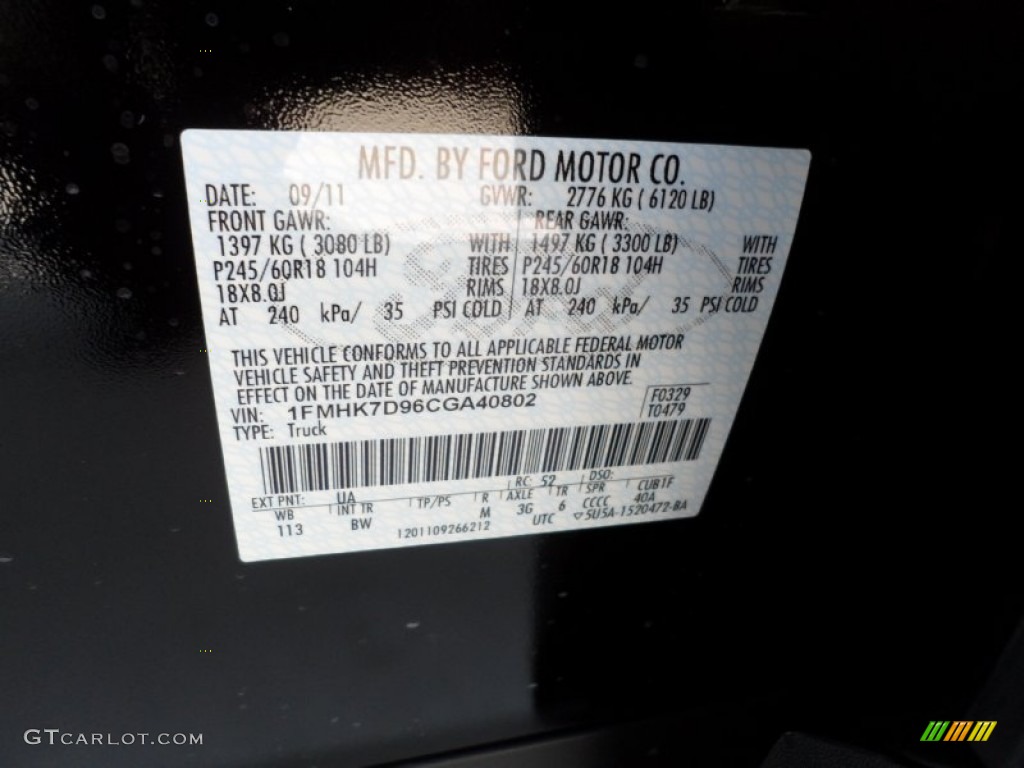 MFD. BY FORD MOTOR CO.
DATE: 09/11 GVWR: 2776 KG ( 6120 LB)
FRONT GAWR: REAR GAWR:
1397 KG ( 3080 LB) WITH 1497 KG ( 3300 LB) WITH
P245/60R18 104H TIRES P245/60R18 104H TIRES
18X8.0J RIMS 18X8.0J RIMS
AT 240 kPa/ 35 PSI COLD AT 240 kPa/ 35 PSI COLD
THIS VEHICLE CONFORMS TO ALL APPLICABLE FEDERAL MOTOR
VEHICLE SAFETY AND THEFT PREVENTION STANDARDS IN
EFFECT ON THE DATE OF MANUFACTURE SHOWN ABOVE.
VIN: 1FMHK7D96CGA40802 F0329
TYPE: Truck T0479
EXT PNT: UA RC: 52 DSO:
WB INT TR TP/PS R AXLE TR SPR CUB1F
113 BW M 3G 6 CCCC 40A
1201109266212 UTC ▽5U5A-1520472-BA
GTCARLOT.COM